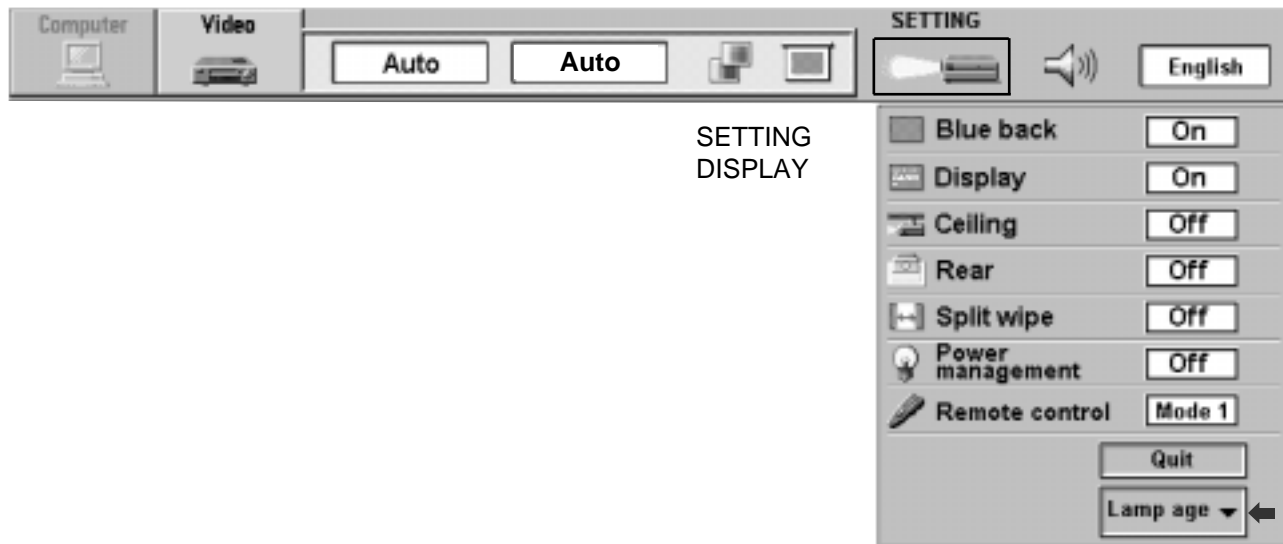 Computer
Video
Auto
Auto
SETTING
English
SETTING
DISPLAY
Blue back On
Display On
Ceiling Off
Rear Off
Split wipe Off
Power
management Off
Remote control Mode 1
Quit
Lamp age